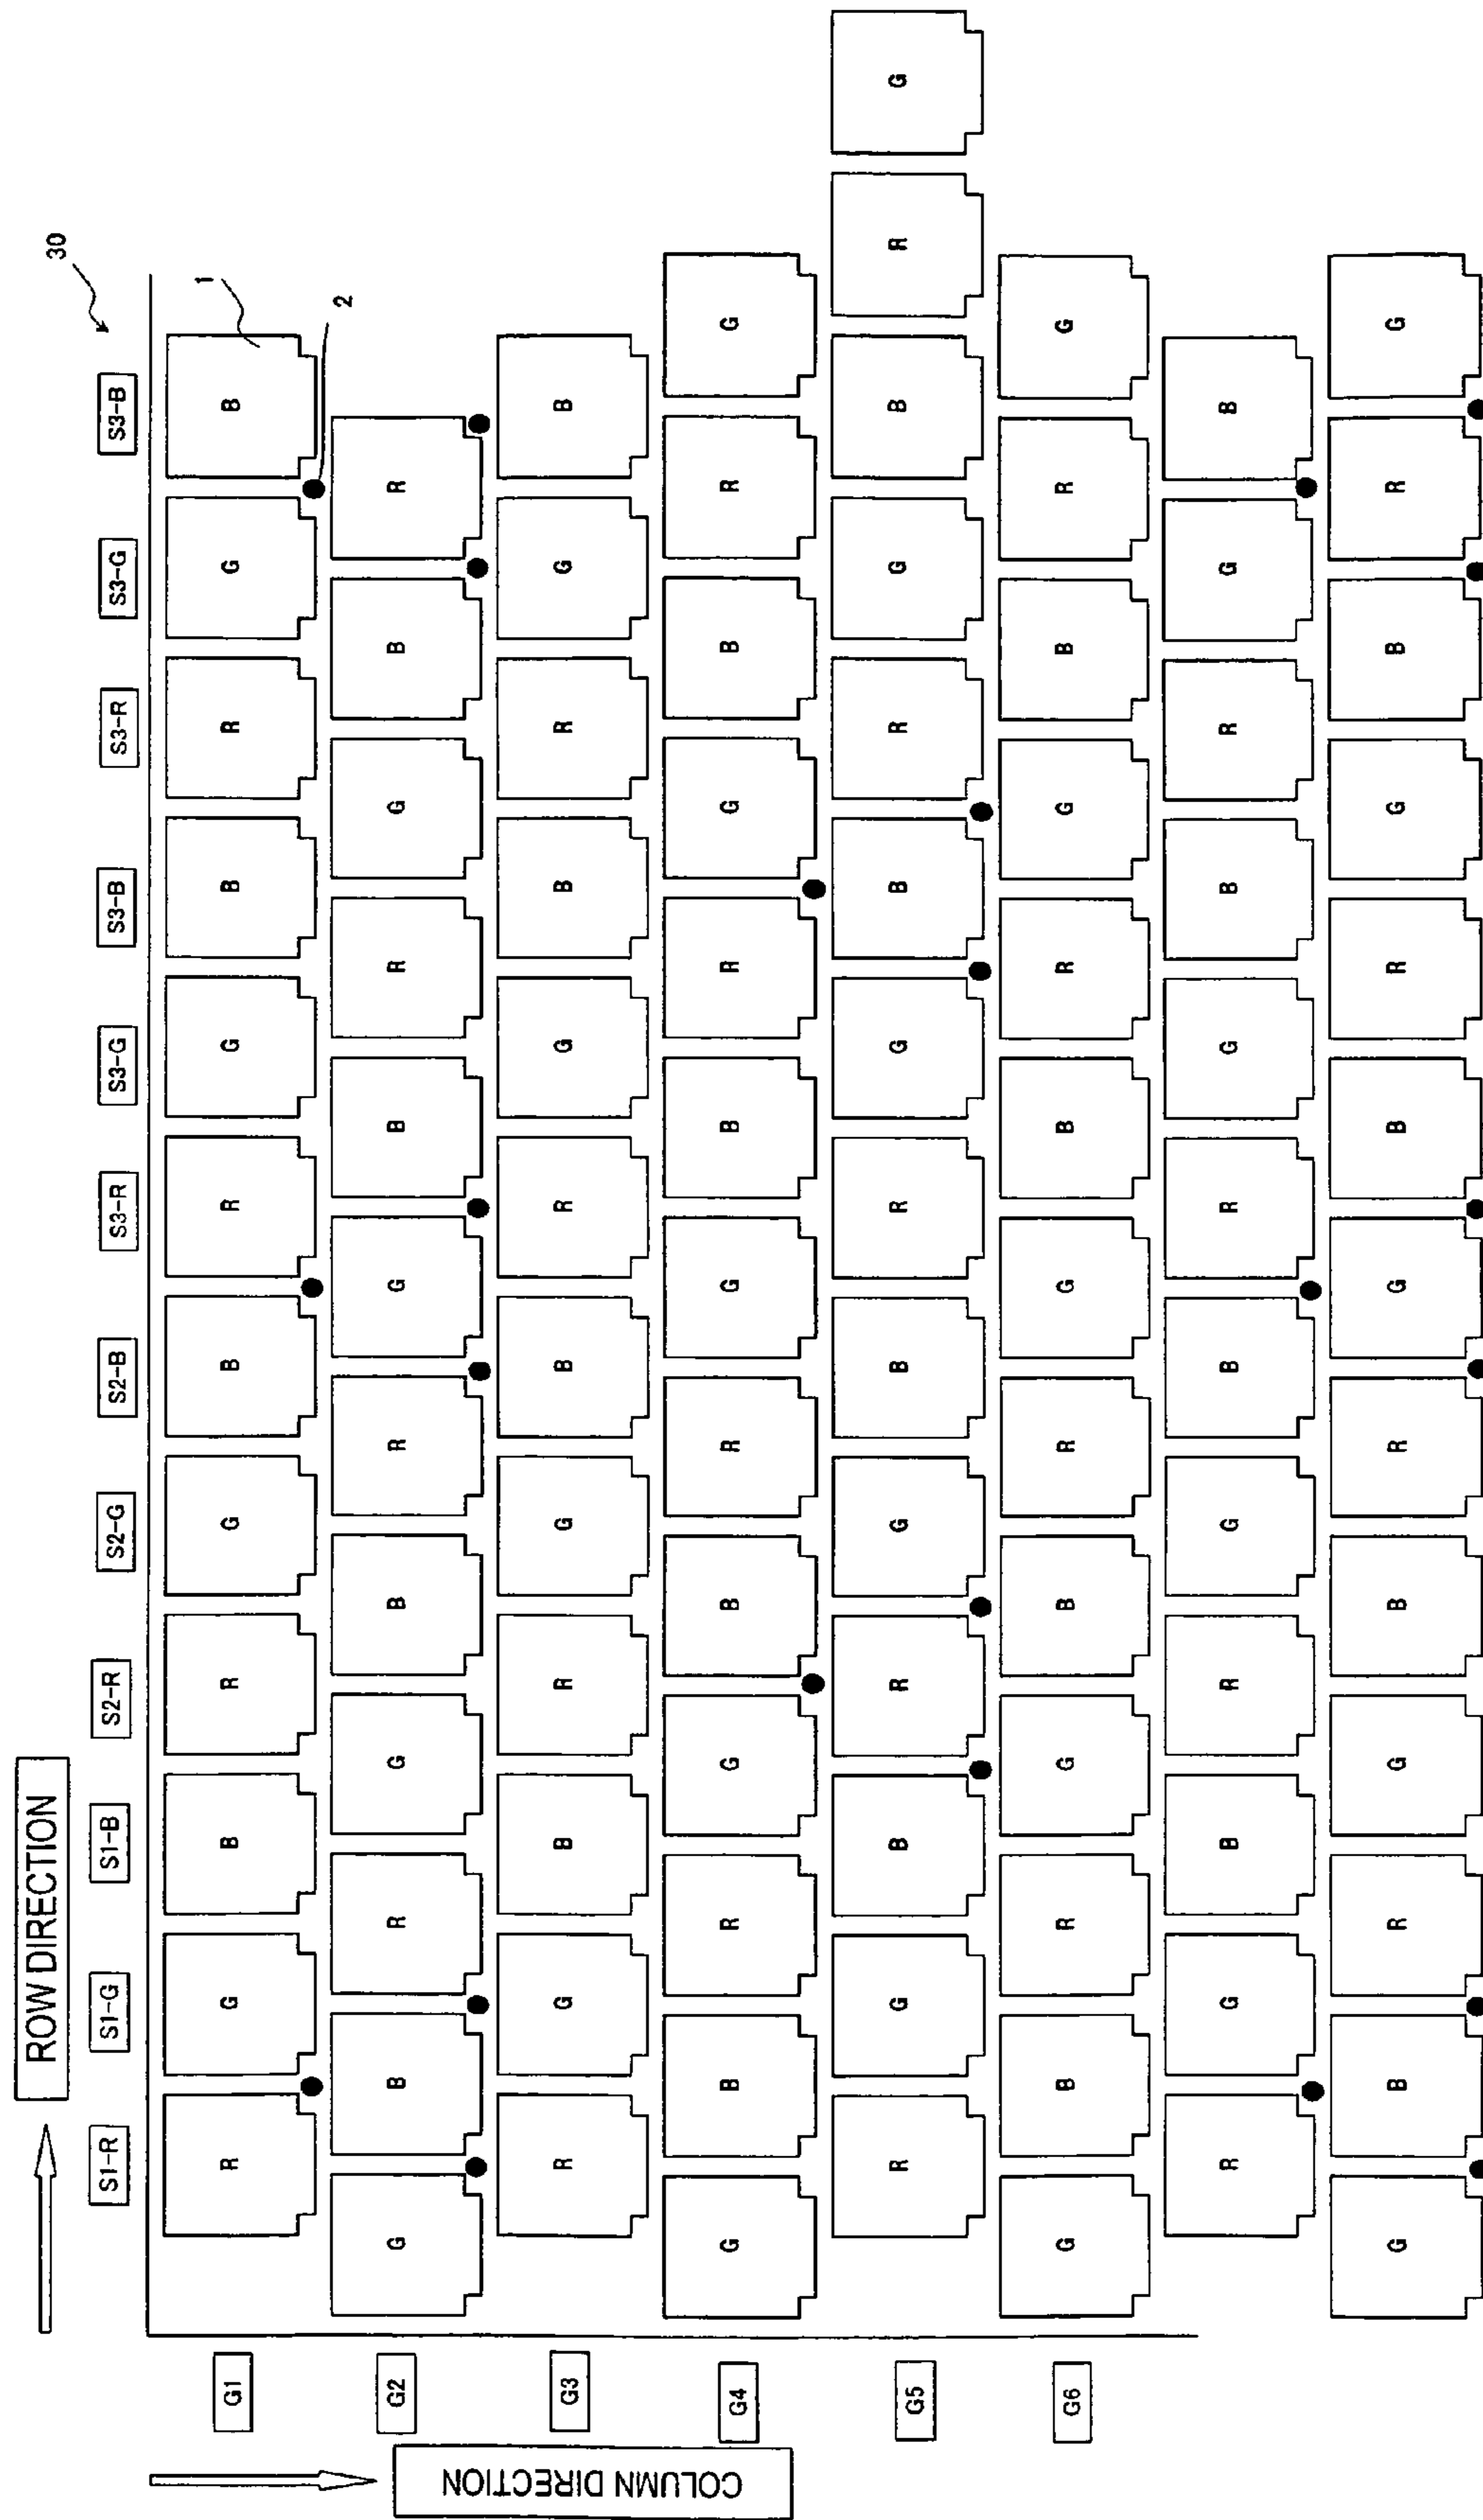 ROW DIRECTION
30
S1-R S1-G S1-B S2-R S2-G S2-B S3-R S3-G S3-B S3-R S3-G S3-B
1
G1 R G B R G B R G B R G B
2
G2 G B R G B R G B R G B R
G3 R G B R G B R G B R G B
G4 G B R G B R G B R G B R G
G5 R G B R G B R G B R G B R G
G6 G B R G B R G B R G B R G
R G B R G B R G B R G B
G B R G B R G B R G B R G
COLUMN DIRECTION